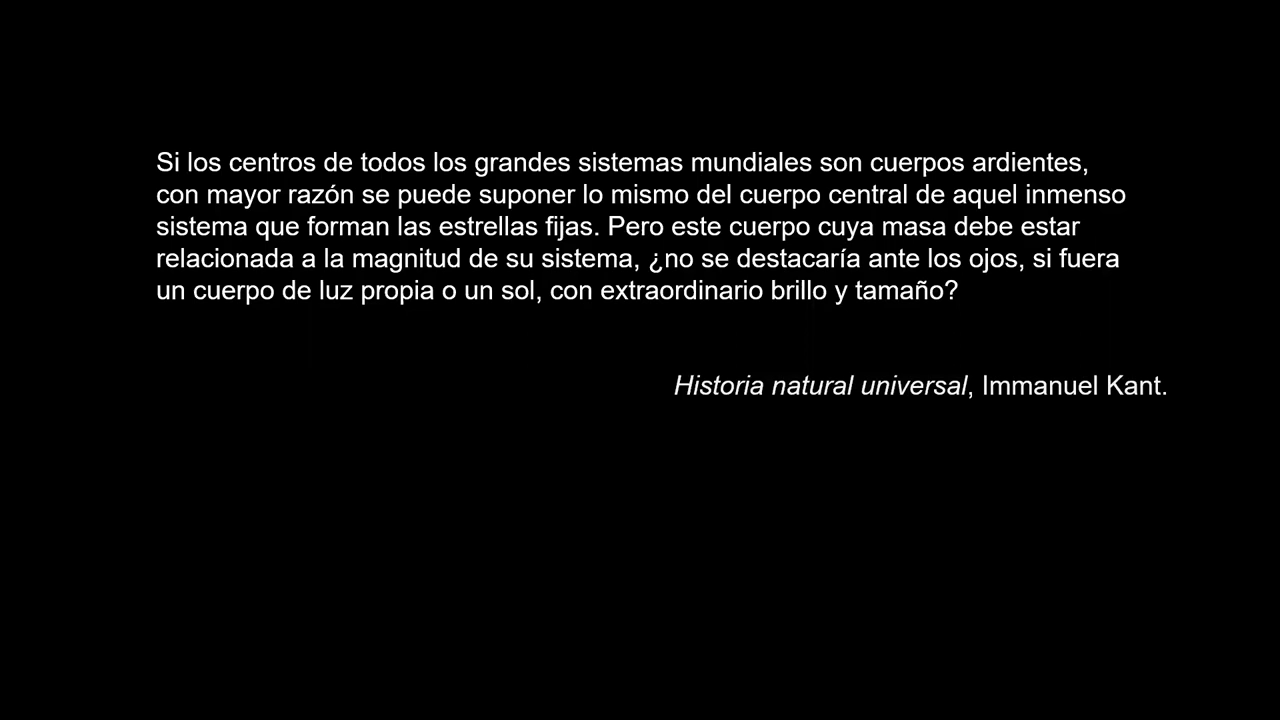 Si los centros de todos los grandes sistemas mundiales son cuerpos ardientes,
con mayor razón se puede suponer lo mismo del cuerpo central de aquel inmenso
sistema que forman las estrellas fijas. Pero este cuerpo cuya masa debe estar
relacionada a la magnitud de su sistema, ¿no se destacaría ante los ojos, si fuera
un cuerpo de luz propia o un sol, con extraordinario brillo y tamaño?
Historia natural universal, Immanuel Kant.